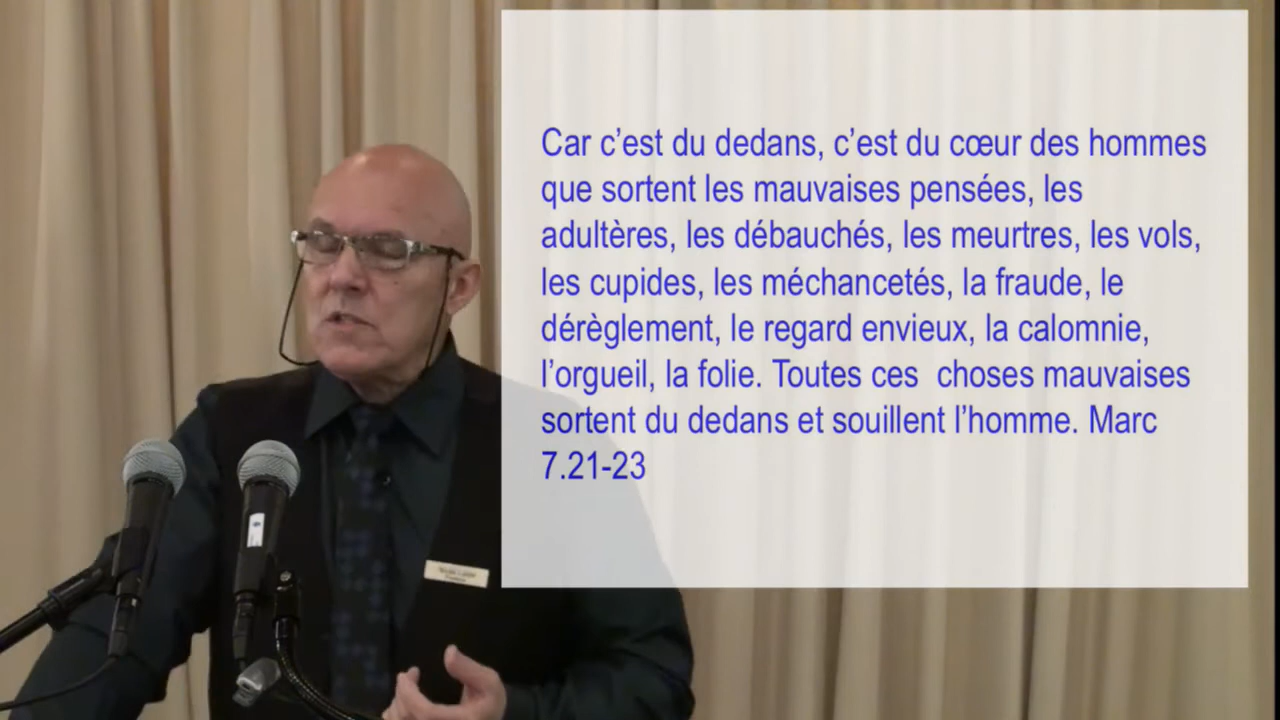 Car c’est du dedans, c’est du cœur des hommes
que sortent les mauvaises pensées, les
adultères, les débauchés, les meurtres, les vols,
les cupides, les méchancetés, la fraude, le
dérèglement, le regard envieux, la calomnie,
l’orgueil, la folie. Toutes ces  choses mauvaises
sortent du dedans et souillent l’homme. Marc
7.21-23